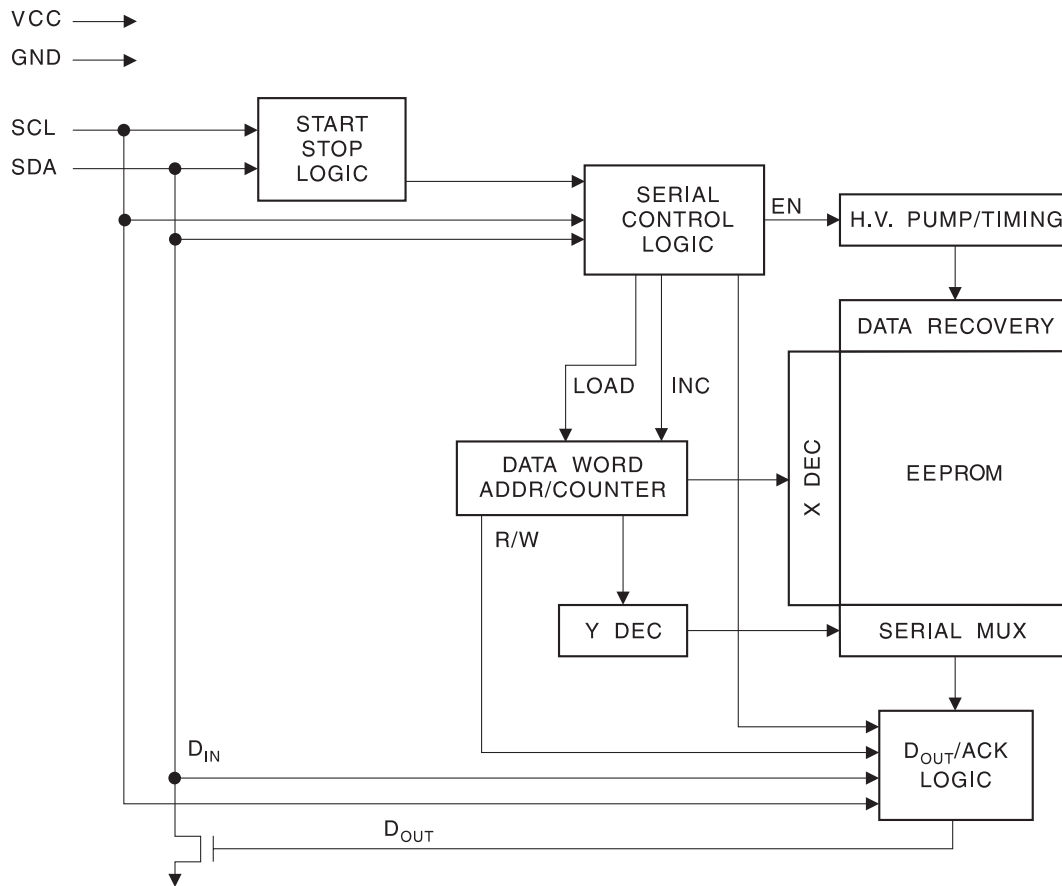 VCC
GND
SCL
SDA
START
STOP
LOGIC
SERIAL
CONTROL
LOGIC
EN
H.V. PUMP/TIMING
DATA RECOVERY
LOAD
INC
DATA WORD
ADDR/COUNTER
X DEC
EEPROM
R/W
Y DEC
SERIAL MUX
DIN
DOUT/ACK
LOGIC
DOUT